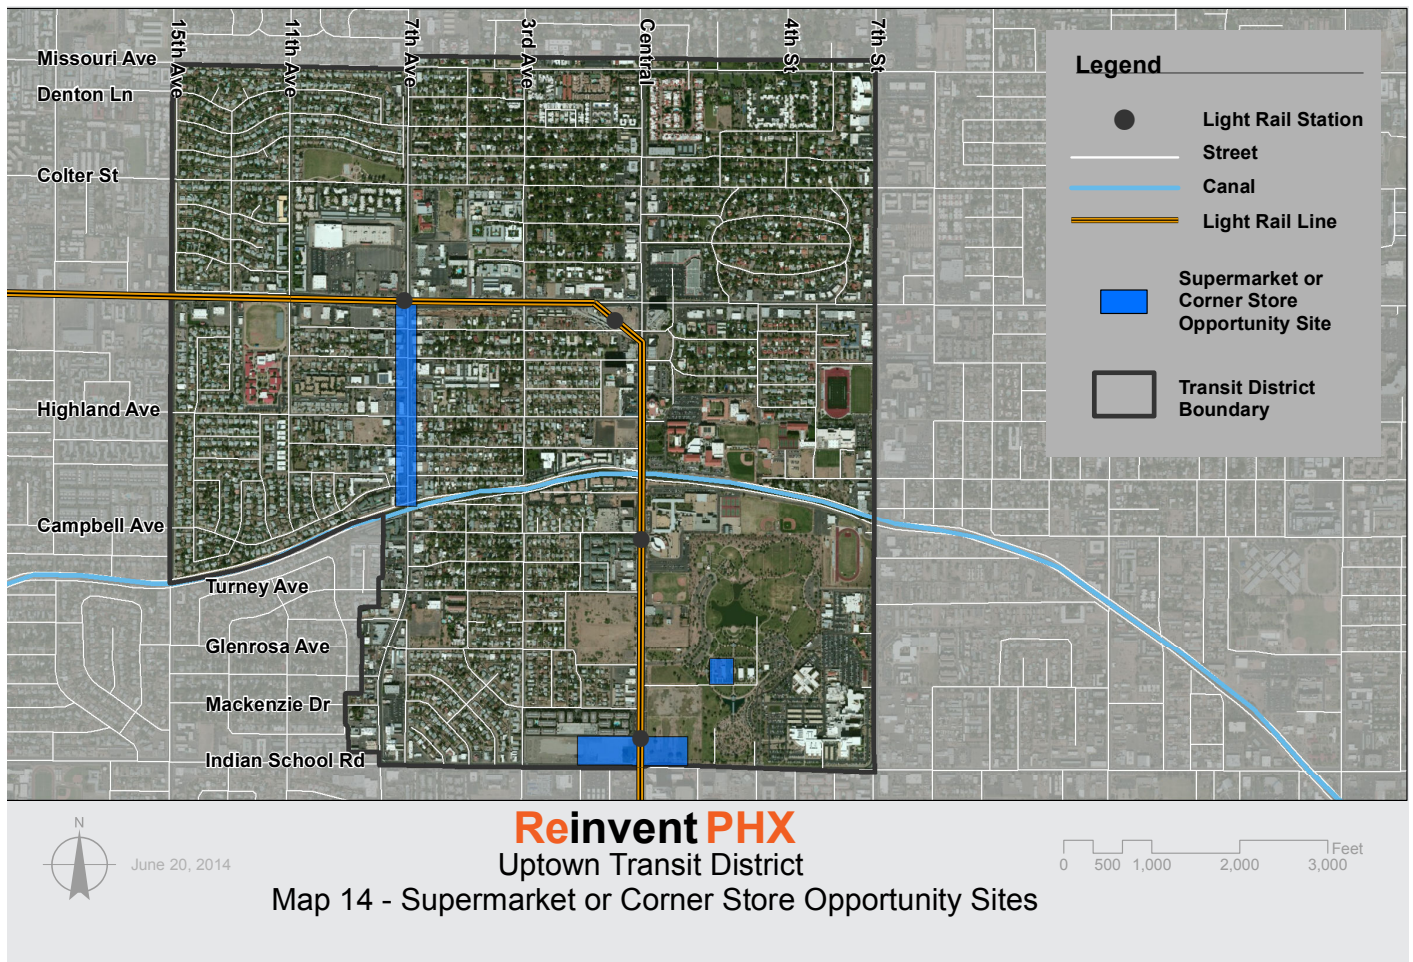 15th Ave
11th Ave
7th Ave
3rd Ave
Central
4th St
7th St
Missouri Ave
Denton Ln
Colter St
Highland Ave
Campbell Ave
Turney Ave
Glenrosa Ave
Mackenzie Dr
Indian School Rd
Legend
Light Rail Station
Street
Canal
Light Rail Line
Supermarket or
Corner Store
Opportunity Site
Transit District
Boundary
N
June 20, 2014
Reinvent PHX
Uptown Transit District
Map 14 - Supermarket or Corner Store Opportunity Sites
Feet
0 500 1,000 2,000 3,000